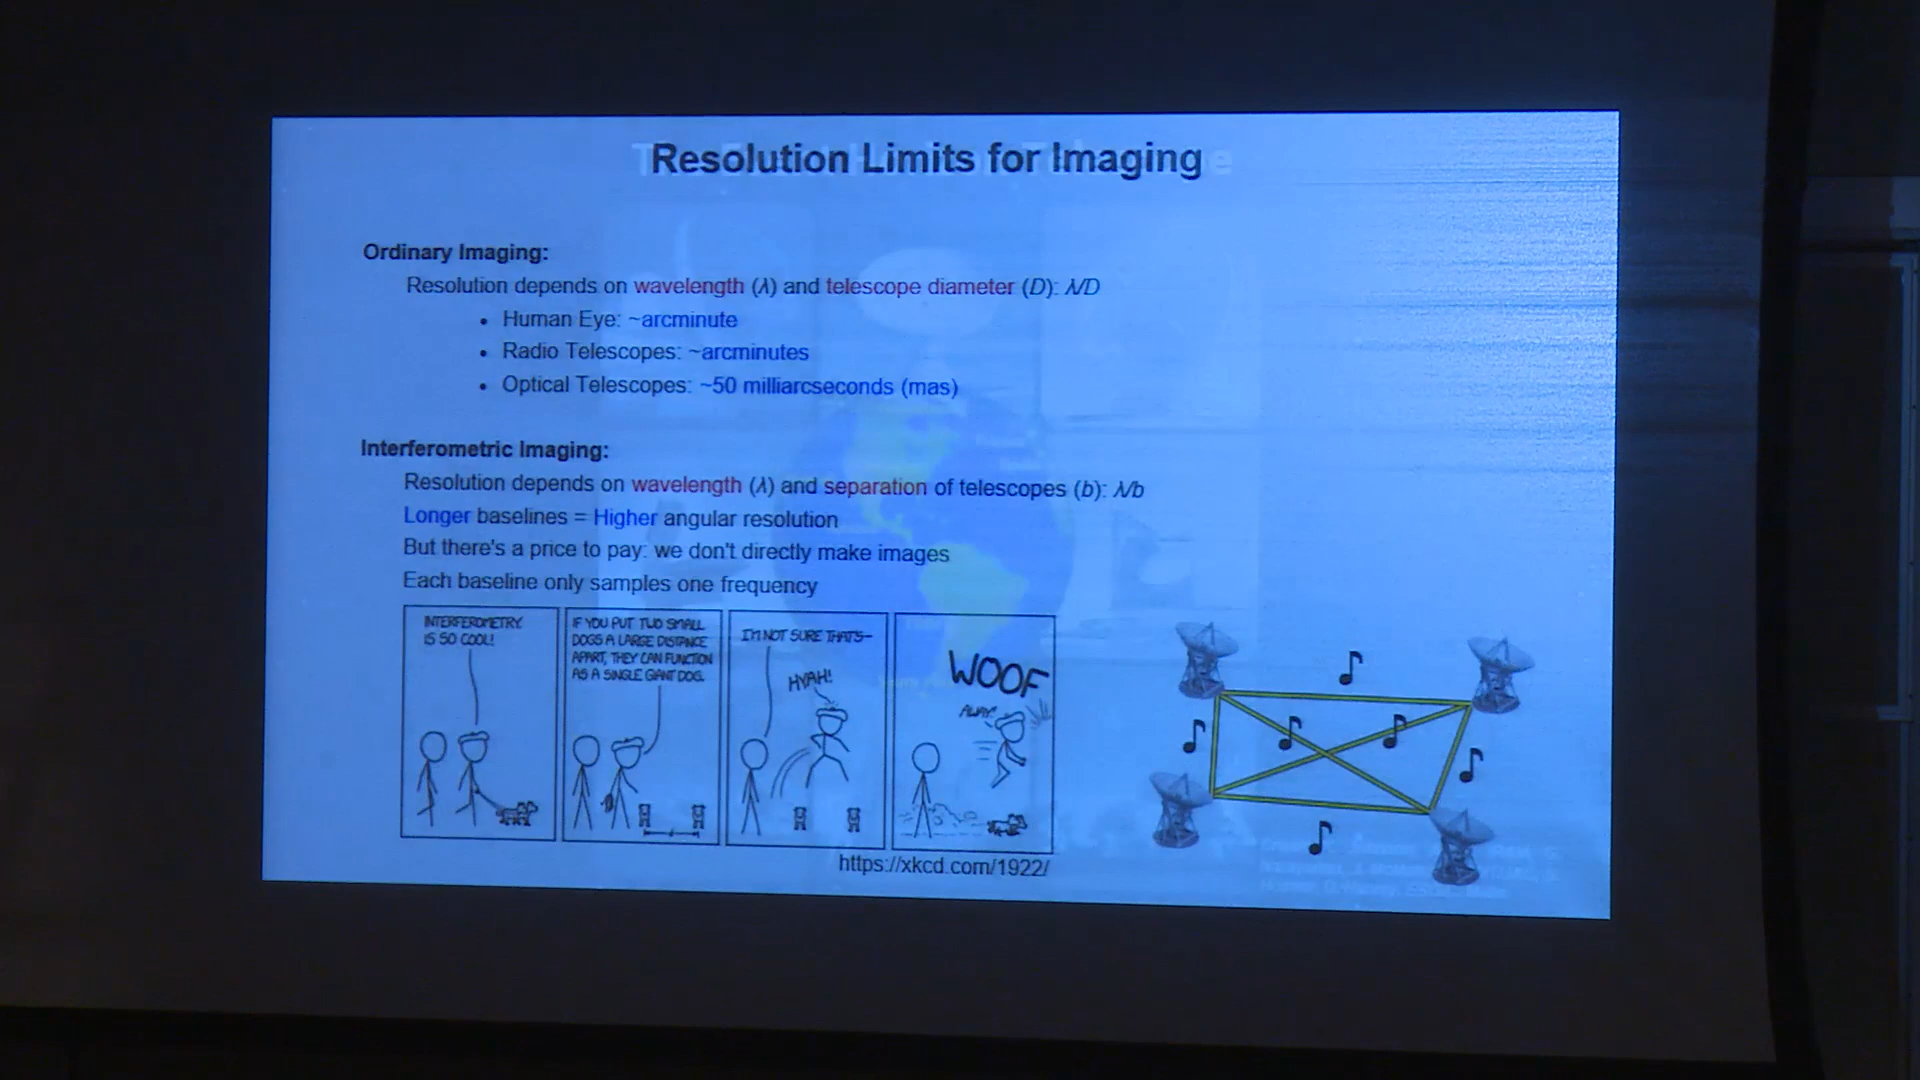 Resolution Limits for Imaging
Ordinary Imaging:
Resolution depends on wavelength (λ) and telescope diameter (D): λ/D
• Human Eye: ~arcminute
• Radio Telescopes: ~arcminutes
• Optical Telescopes: ~50 milliarcseconds (mas)
Interferometric Imaging:
Resolution depends on wavelength (λ) and separation of telescopes (b): λ/b
Longer baselines = Higher angular resolution
But there's a price to pay: we don't directly make images
Each baseline only samples one frequency
INTERFEROMETRY
IS SO COOL!
IF YOU PUT TWO SMALL
DOGS A LARGE DISTANCE
APART, THEY CAN FUNCTION
AS A SINGLE GIANT DOG.
I'M NOT SURE THAT'S—
HYAH!
WOOF
https://xkcd.com/1922/